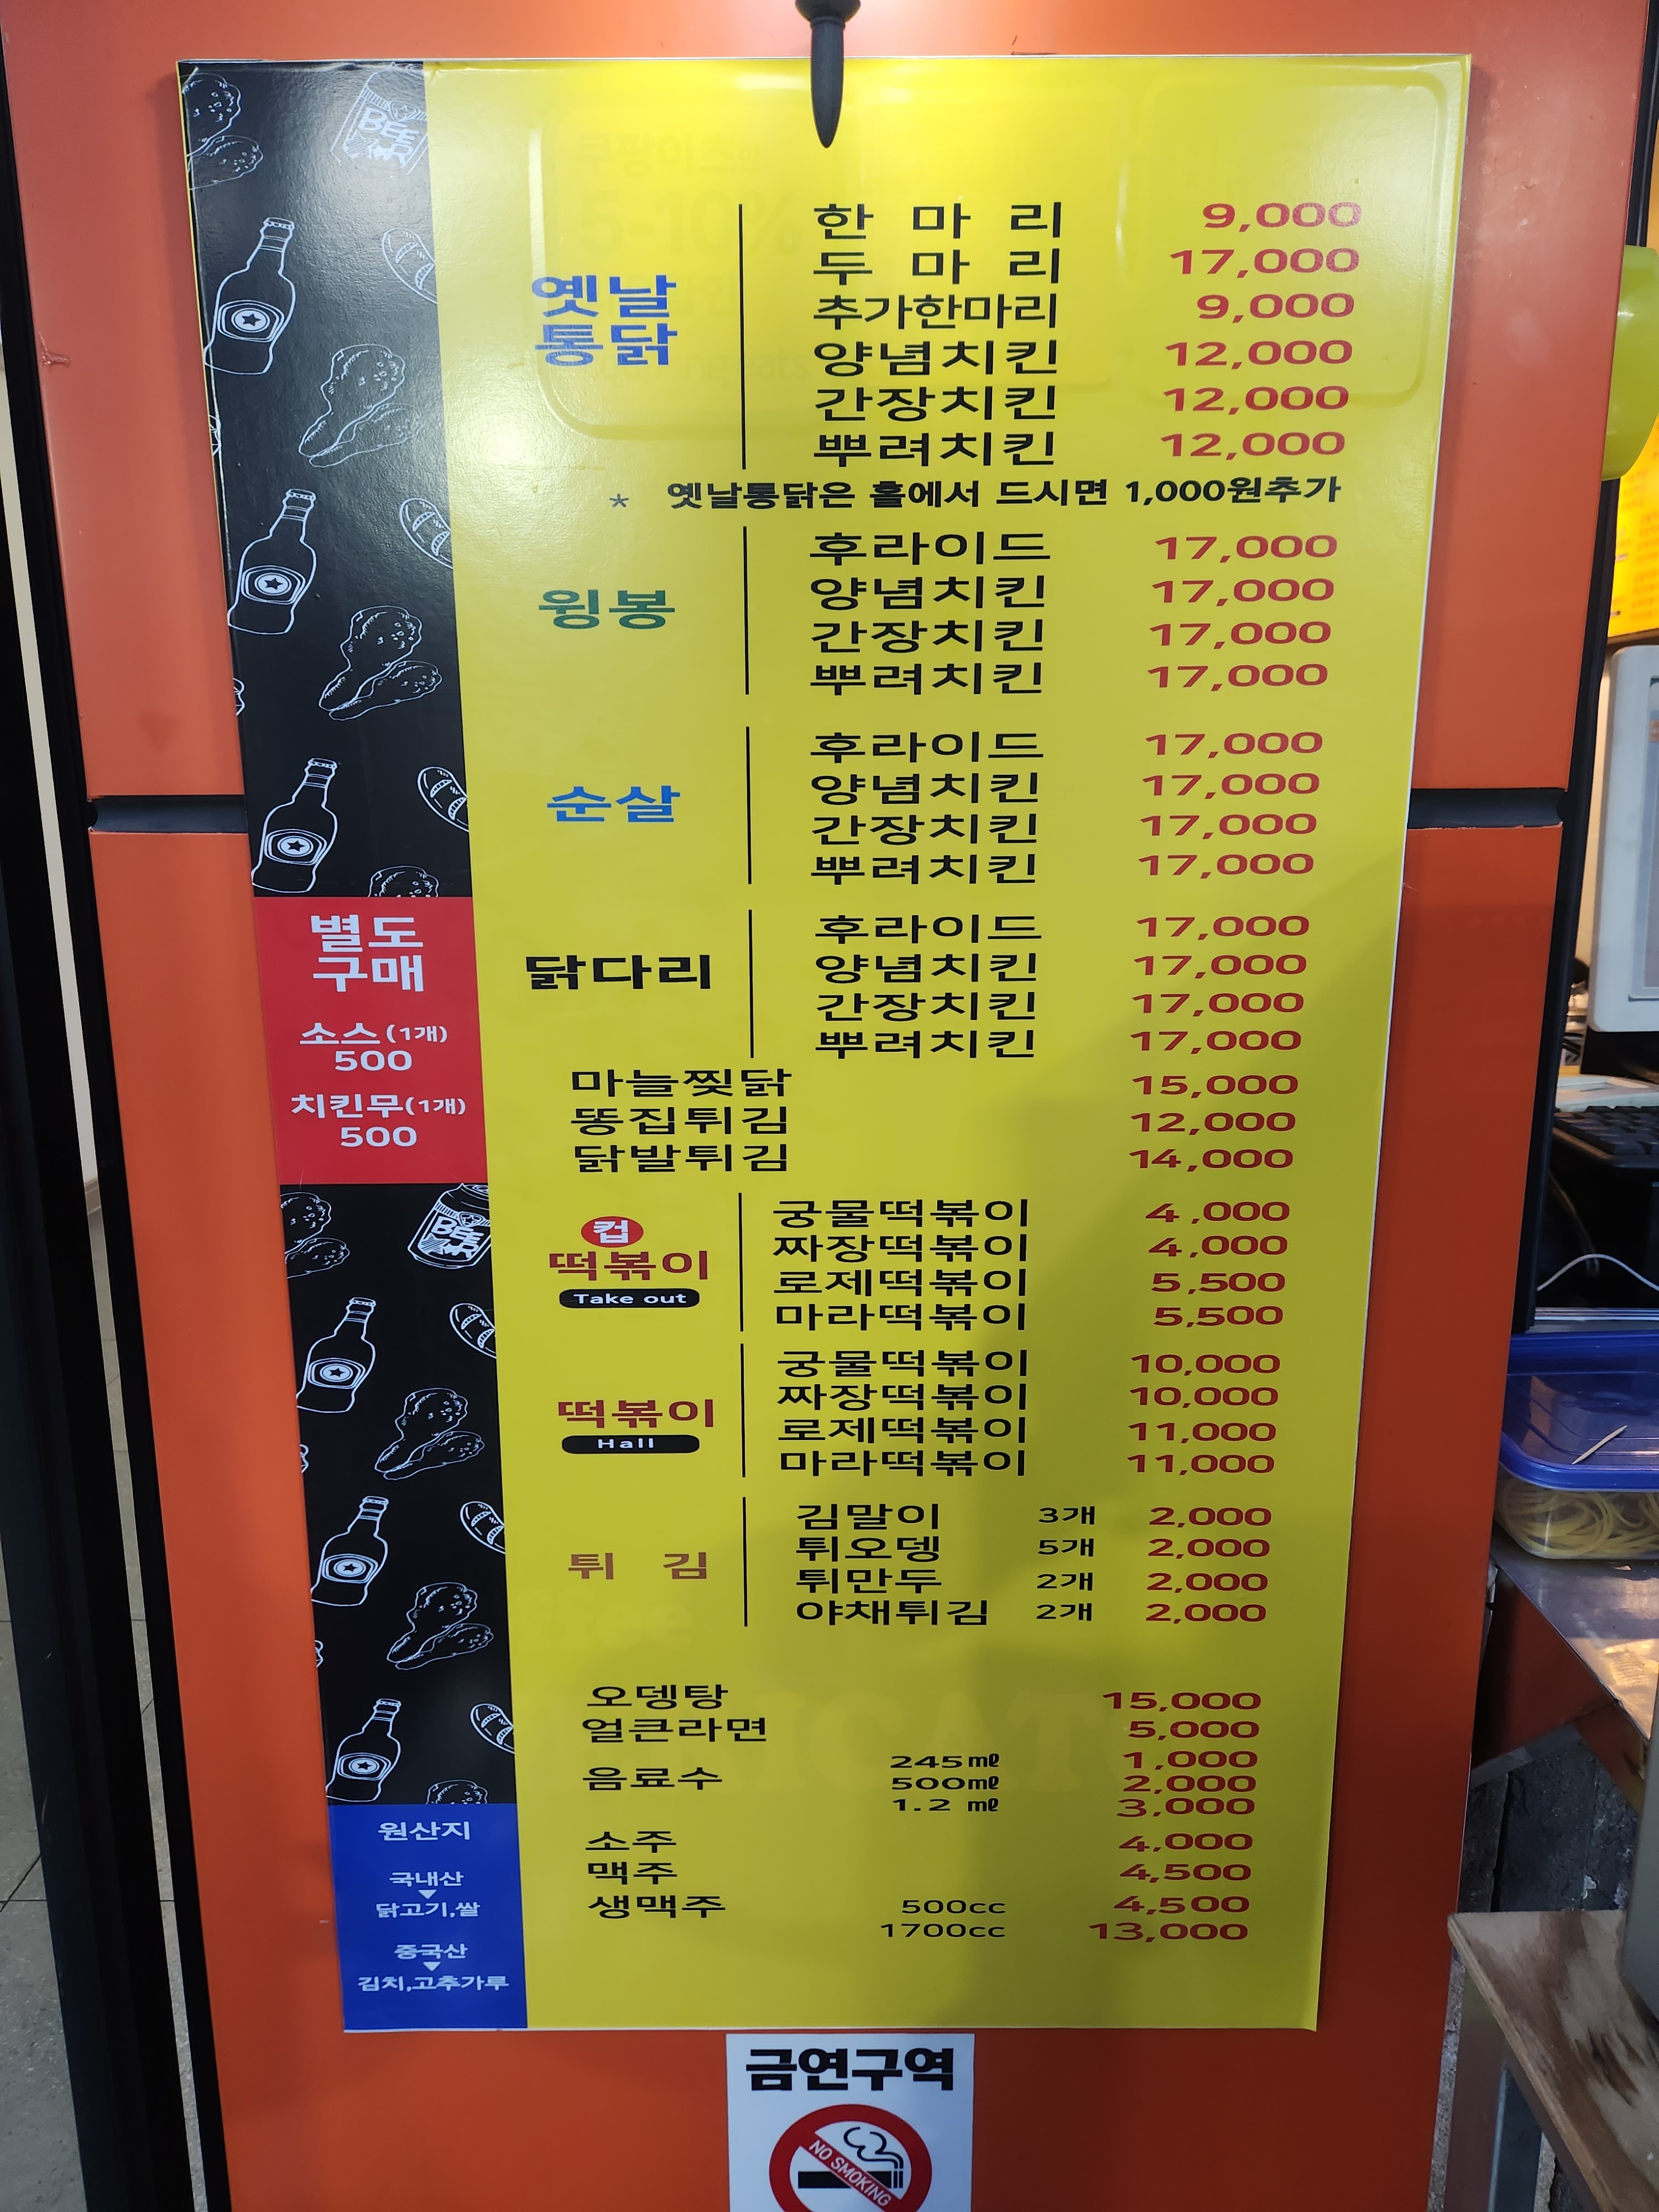 옛날
통닭
한 마 리 9,000
두 마 리 17,000
추가한마리 9,000
양념치킨 12,000
간장치킨 12,000
뿌려치킨 12,000
* 옛날통닭은 홀에서 드시면 1,000원추가
윙봉
후라이드 17,000
양념치킨 17,000
간장치킨 17,000
뿌려치킨 17,000
순살
후라이드 17,000
양념치킨 17,000
간장치킨 17,000
뿌려치킨 17,000
닭다리
후라이드 17,000
양념치킨 17,000
간장치킨 17,000
뿌려치킨 17,000
마늘찢닭 15,000
똥집튀김 12,000
닭발튀김 14,000
컵
떡볶이
Take out
궁물떡볶이 4,000
짜장떡볶이 4,000
로제떡볶이 5,500
마라떡볶이 5,500
떡볶이
Hall
궁물떡볶이 10,000
짜장떡볶이 10,000
로제떡볶이 11,000
마라떡볶이 11,000
튀 김
김말이 3개 2,000
튀오뎅 5개 2,000
튀만두 2개 2,000
야채튀김 2개 2,000
오뎅탕 15,000
얼큰라면 5,000
음료수
245㎖ 1,000
500㎖ 2,000
1.2 ㎖ 3,000
소주 4,000
맥주 4,500
생맥주 500cc 4,500
1700cc 13,000
BEER
별도
구매
소스(1개)
500
치킨무(1개)
500
BEER
원산지
국내산
▼
닭고기,쌀
중국산
▼
김치,고추가루
금연구역
NO SMOKING